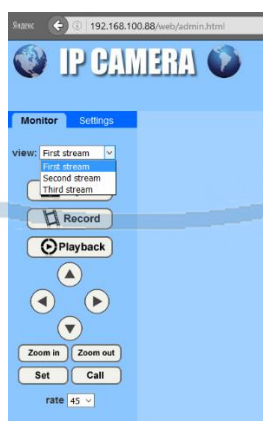 Яндекс 192.168.100.88/web/admin.html
IP CAMERA
Monitor Settings
view: First stream
First stream
Second stream
Third stream
Record
Playback
Zoom in Zoom out
Set Call
rate 45